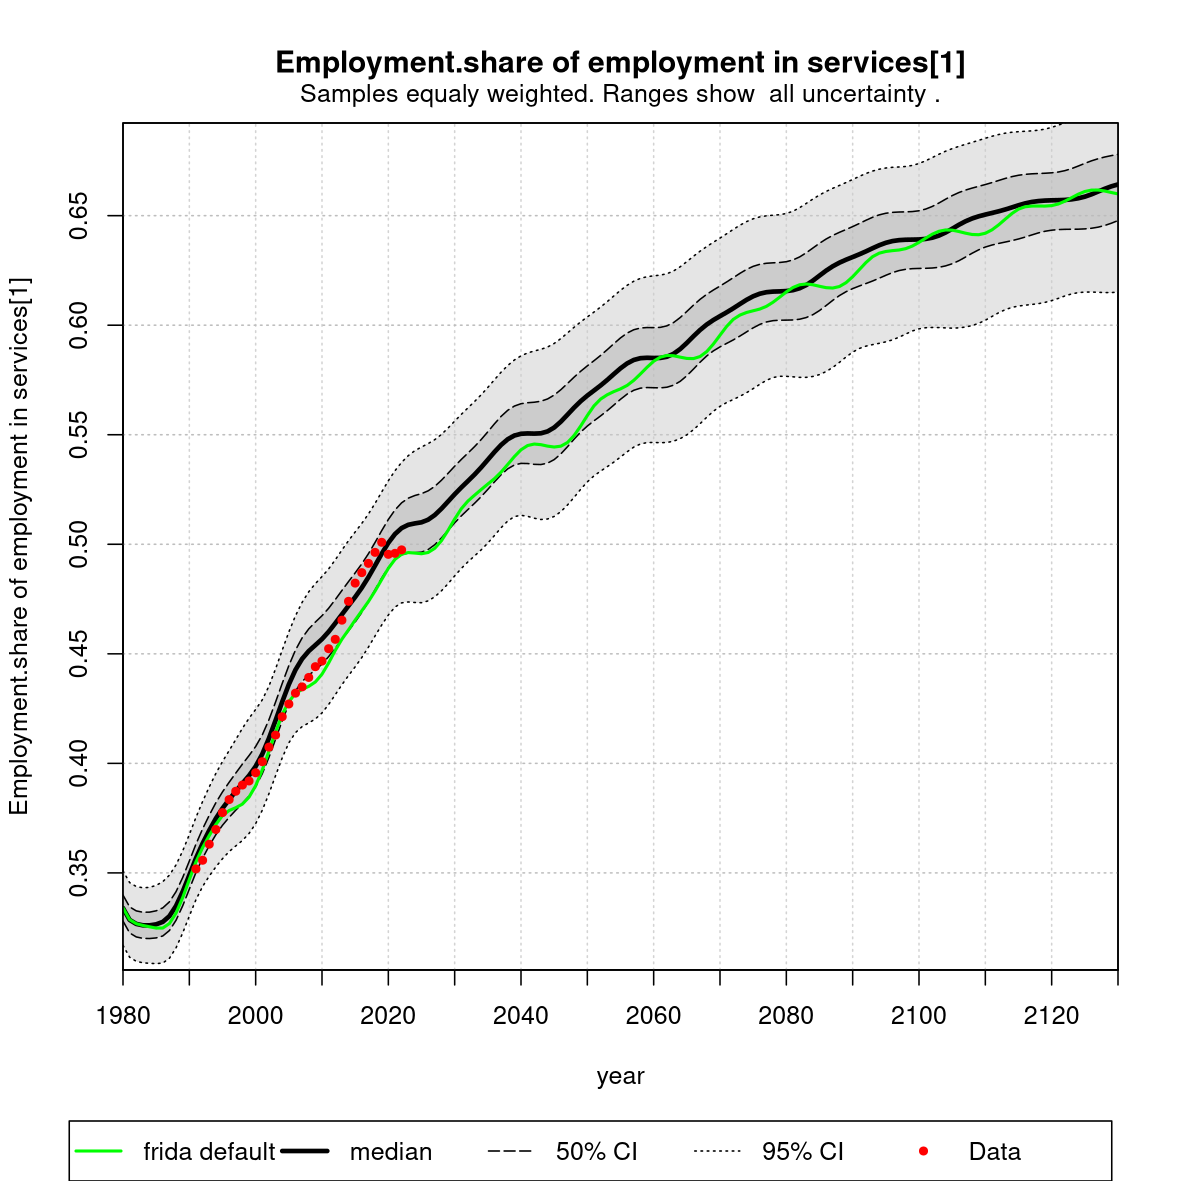 Employment.share of employment in services[1]
Samples equaly weighted. Ranges show  all uncertainty .
Employment.share of employment in services[1]
0.65
0.60
0.55
0.50
0.45
0.40
0.35
1980 2000 2020 2040 2060 2080 2100 2120
year
frida default median 50% CI 95% CI Data